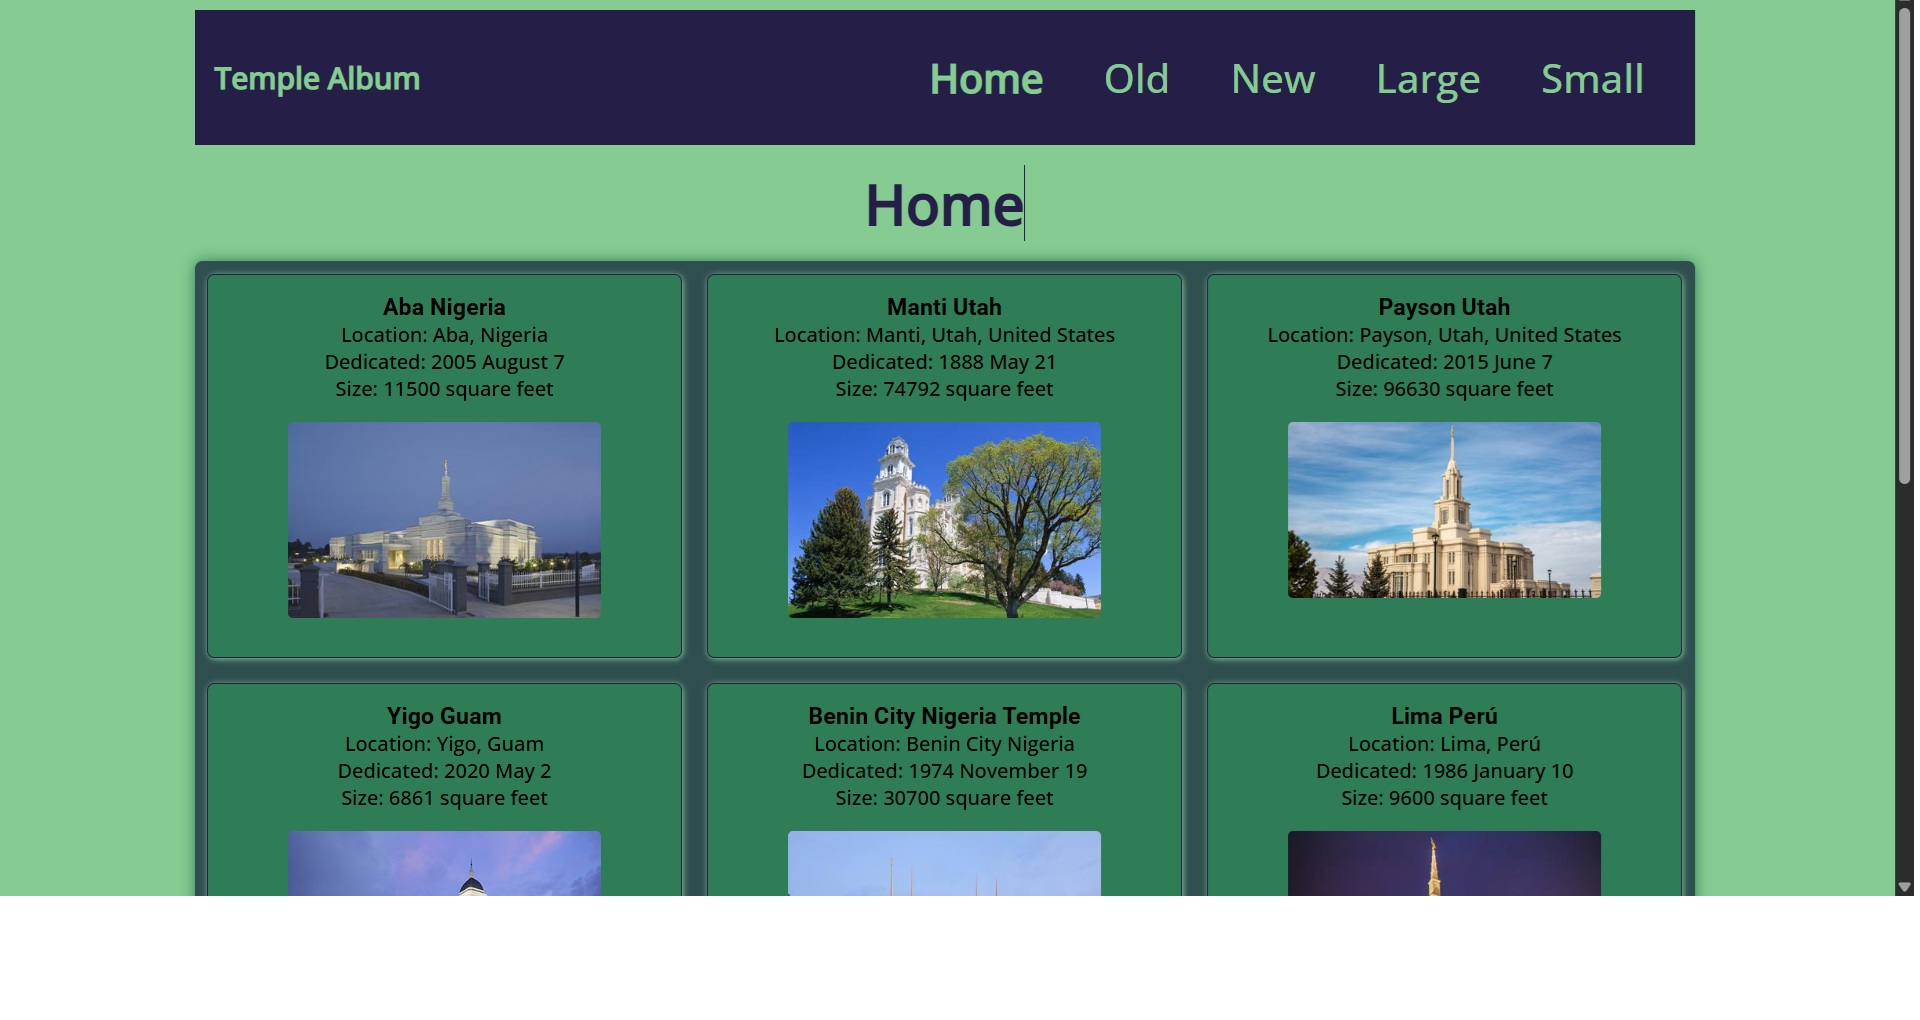 Temple Album
Home Old New Large Small
Home
Aba Nigeria
Location: Aba, Nigeria
Dedicated: 2005 August 7
Size: 11500 square feet
Manti Utah
Location: Manti, Utah, United States
Dedicated: 1888 May 21
Size: 74792 square feet
Payson Utah
Location: Payson, Utah, United States
Dedicated: 2015 June 7
Size: 96630 square feet
Yigo Guam
Location: Yigo, Guam
Dedicated: 2020 May 2
Size: 6861 square feet
Benin City Nigeria Temple
Location: Benin City Nigeria
Dedicated: 1974 November 19
Size: 30700 square feet
Lima Perú
Location: Lima, Perú
Dedicated: 1986 January 10
Size: 9600 square feet